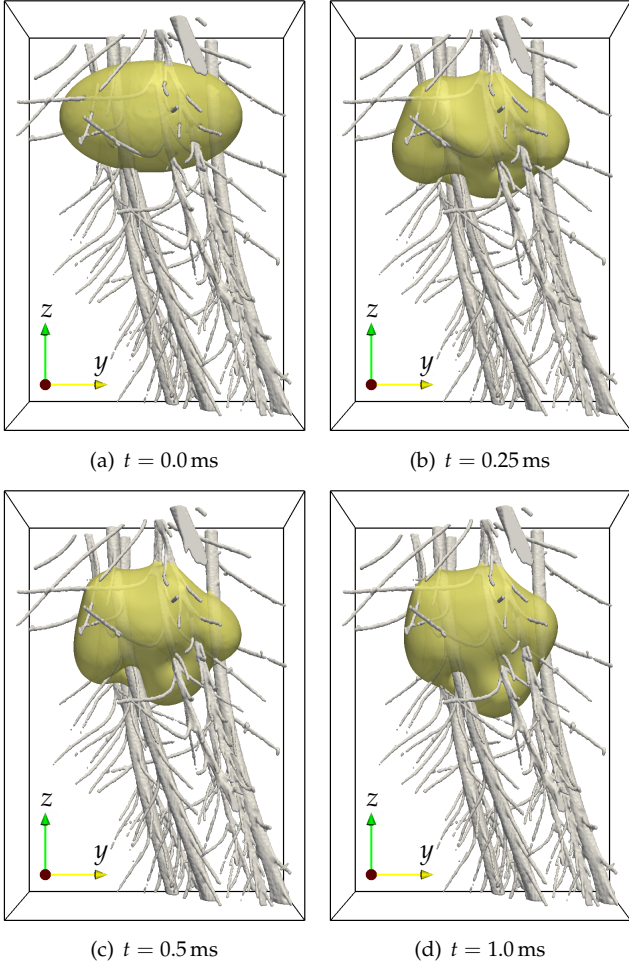 z
y
z
y
(a) t = 0.0 ms
(b) t = 0.25 ms
z
y
z
y
(c) t = 0.5 ms
(d) t = 1.0 ms